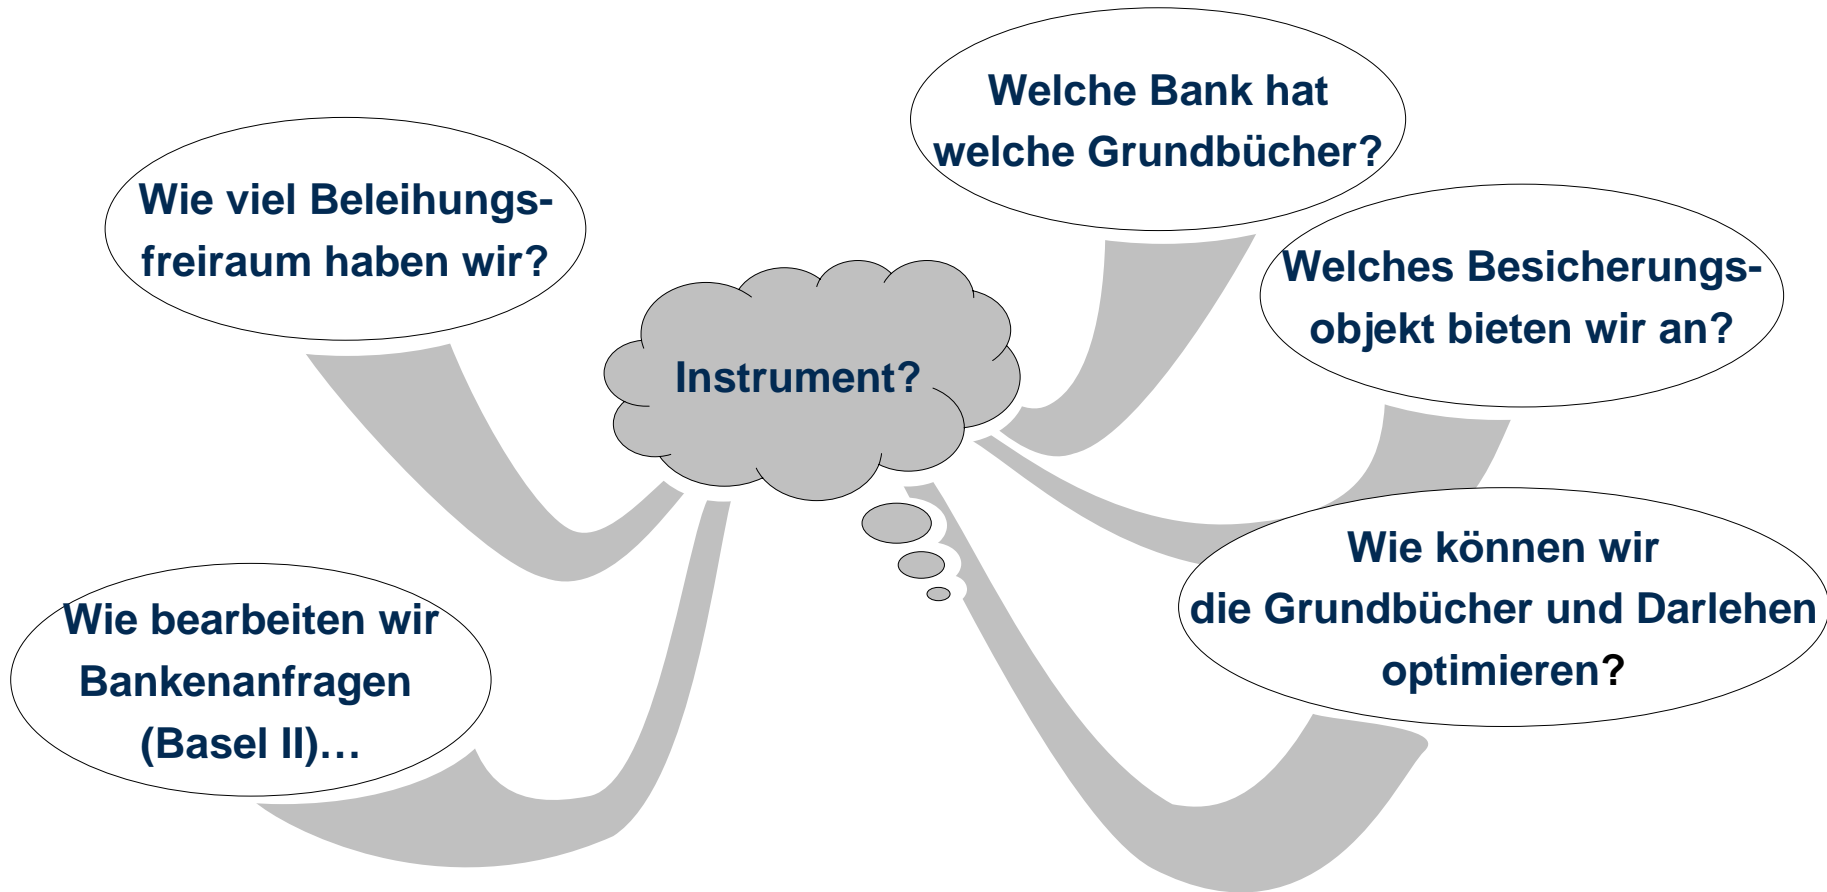 Welche Bank hat
welche Grundbücher?
Wie viel Beleihungs-
freiraum haben wir?
Welches Besicherungs-
objekt bieten wir an?
Instrument?
Wie können wir
die Grundbücher und Darlehen
optimieren?
Wie bearbeiten wir
Bankenanfragen
(Basel II)…